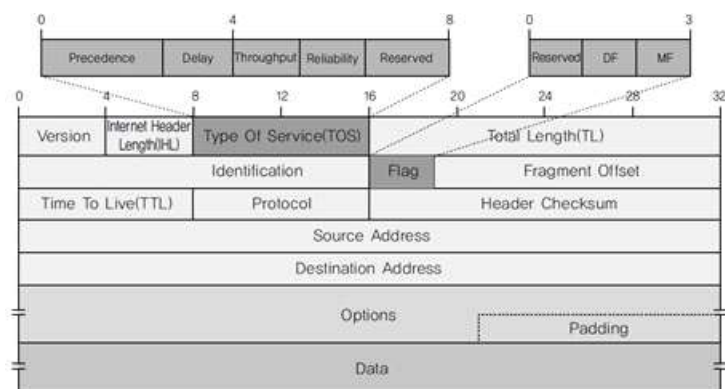 0 4 8 0 3
Precedence Delay Throughput Reliability Reserved Reserved DF MF
0 4 8 12 16 20 24 28 32
Version Internet Header Length(IHL) Type Of Service(TOS) Total Length(TL)
Identification Flag Fragment Offset
Time To Live(TTL) Protocol Header Checksum
Source Address
Destination Address
Options
Padding
Data